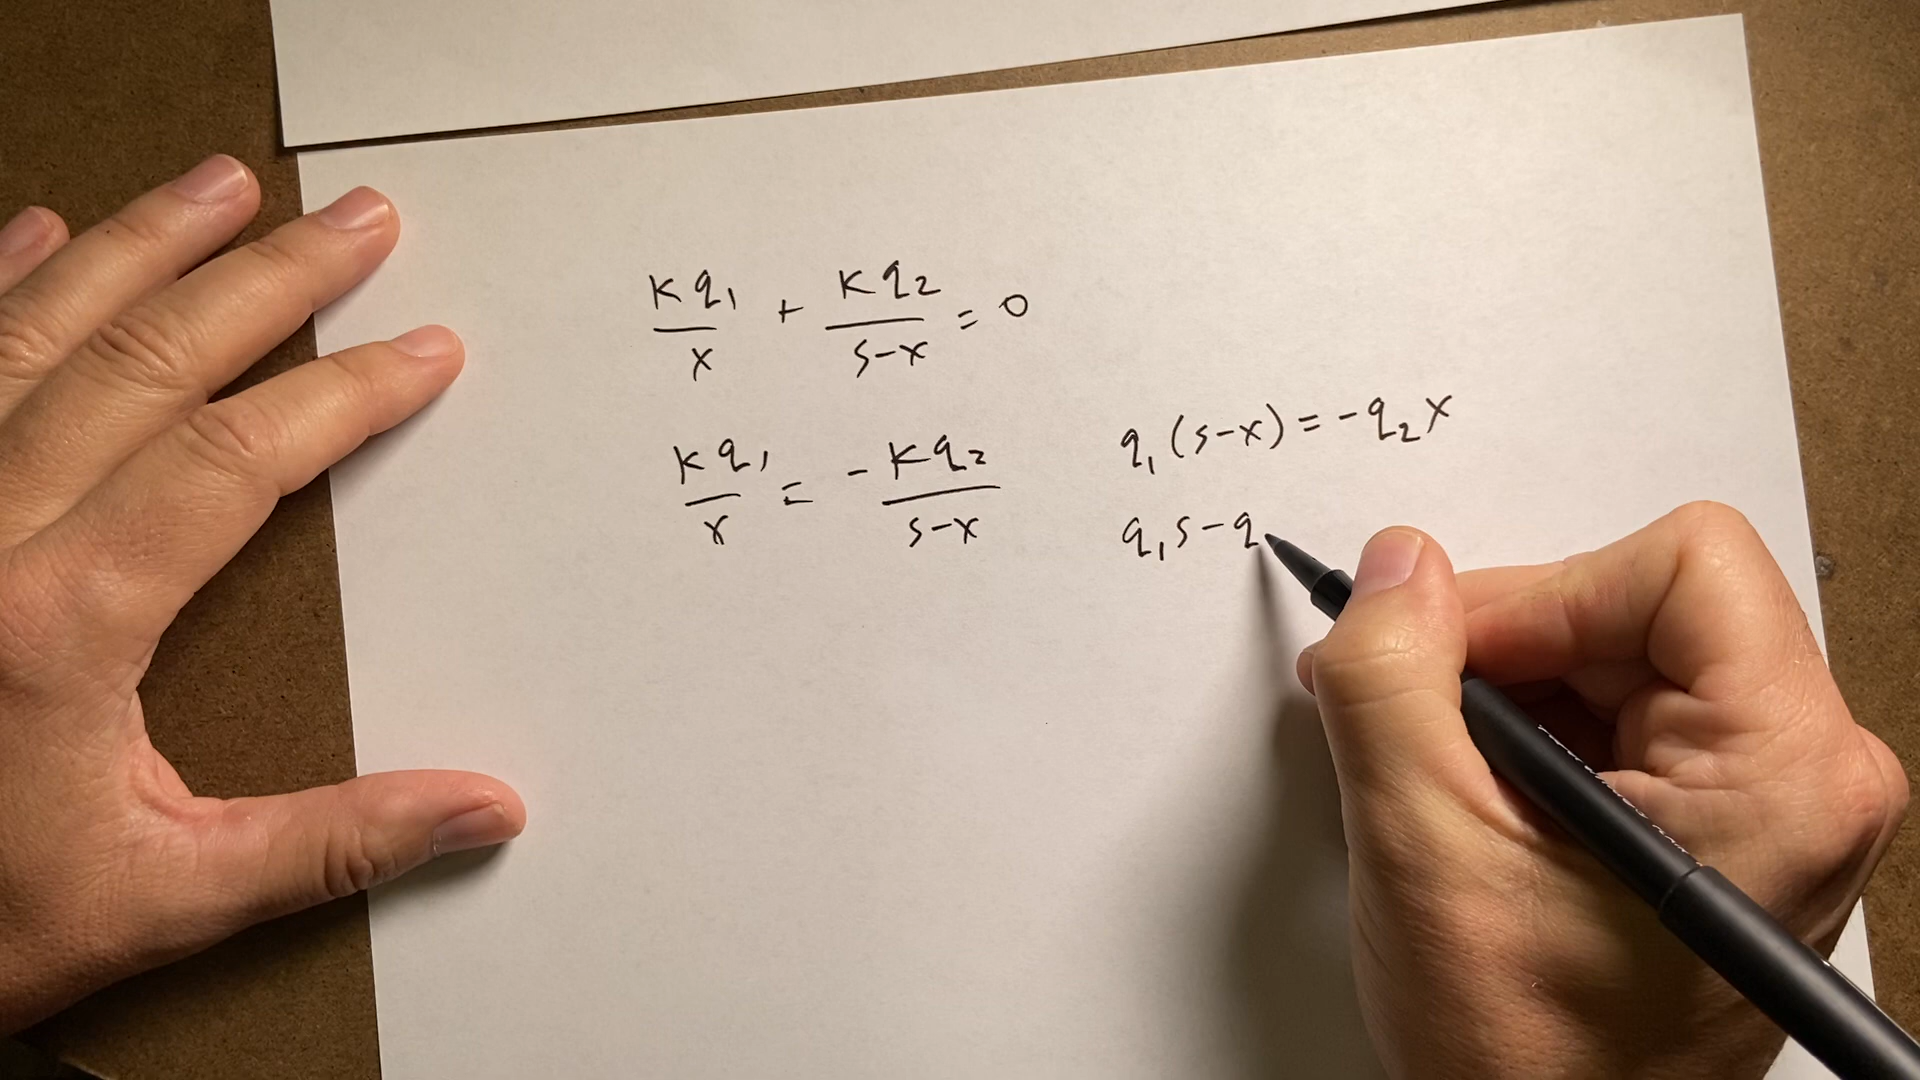 kq₁/x + kq₂/(s-x) = 0
kq₁/x = -kq₂/(s-x)
q₁(s-x) = -q₂x
q₁s - q